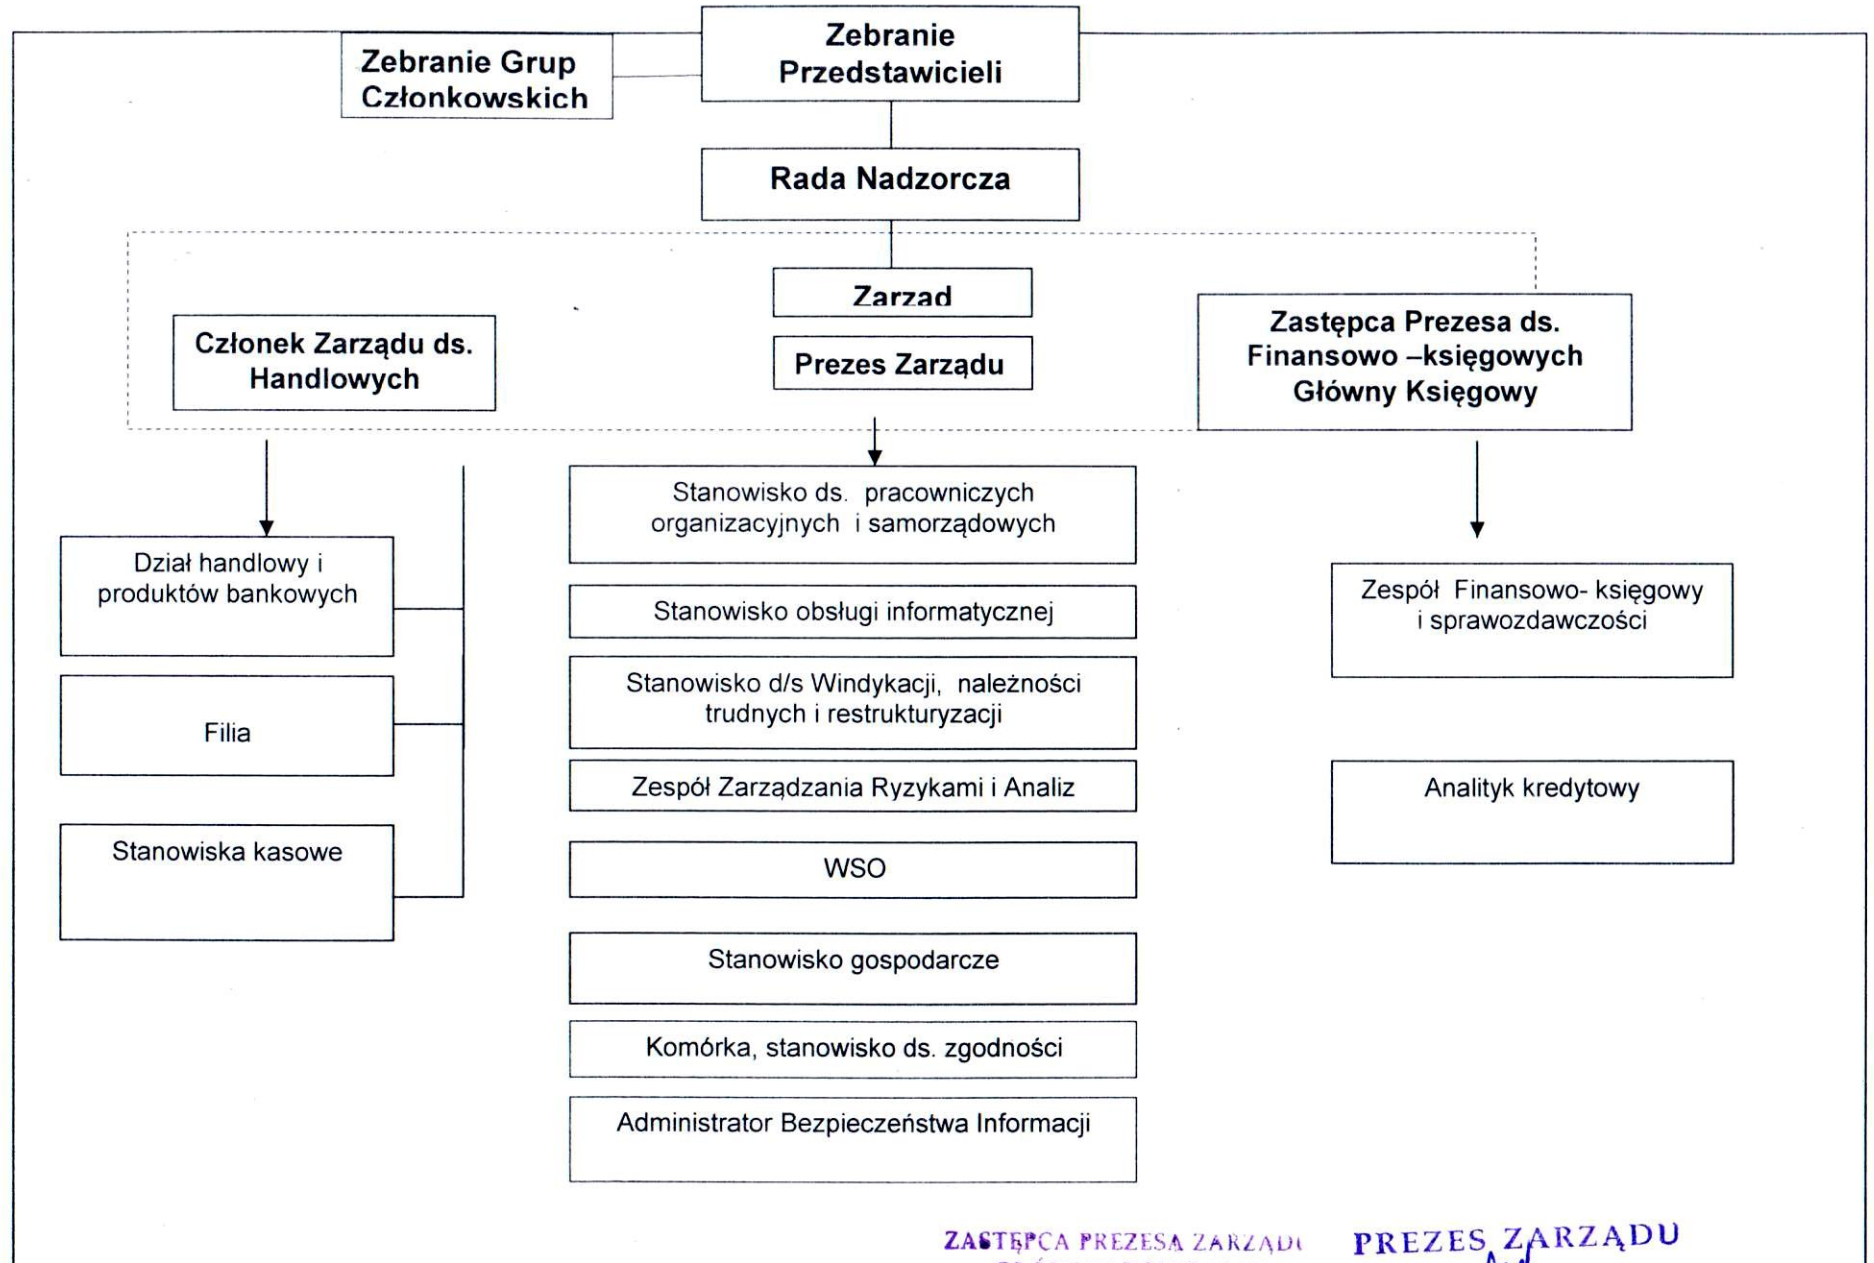 Zebranie
Przedstawicieli
Zebranie Grup
Członkowskich
Rada Nadzorcza
Zarzad
Prezes Zarządu
Członek Zarządu ds.
Handlowych
Zastępca Prezesa ds.
Finansowo –księgowych
Główny Księgowy
Dział handlowy i
produktów bankowych
Filia
Stanowiska kasowe
Stanowisko ds. pracowniczych
organizacyjnych i samorządowych
Stanowisko obsługi informatycznej
Stanowisko d/s Windykacji, należności
trudnych i restrukturyzacji
Zespół Zarządzania Ryzykami i Analiz
WSO
Stanowisko gospodarcze
Komórka, stanowisko ds. zgodności
Administrator Bezpieczeństwa Informacji
Zespół Finansowo- księgowy
i sprawozdawczości
Analityk kredytowy
ZASTĘPCA PREZESA ZARZĄDU
PREZES ZARZĄDU